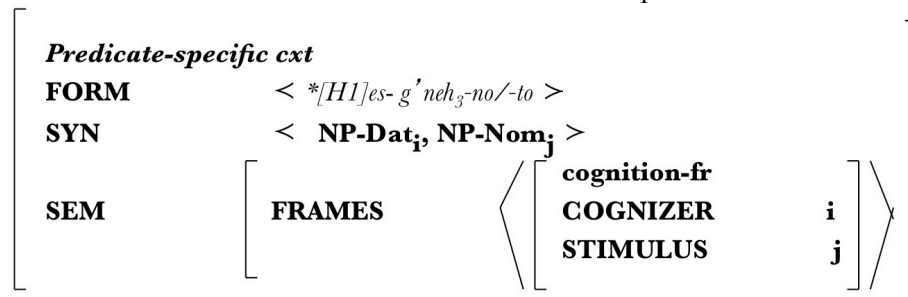 Predicate-specific cxt
FORM < *[H1]es- g'neh₃-no/-to >
SYN < NP-Datᵢ, NP-Nomⱼ >
cognition-fr
SEM FRAMES COGNIZER i
STIMULUS j